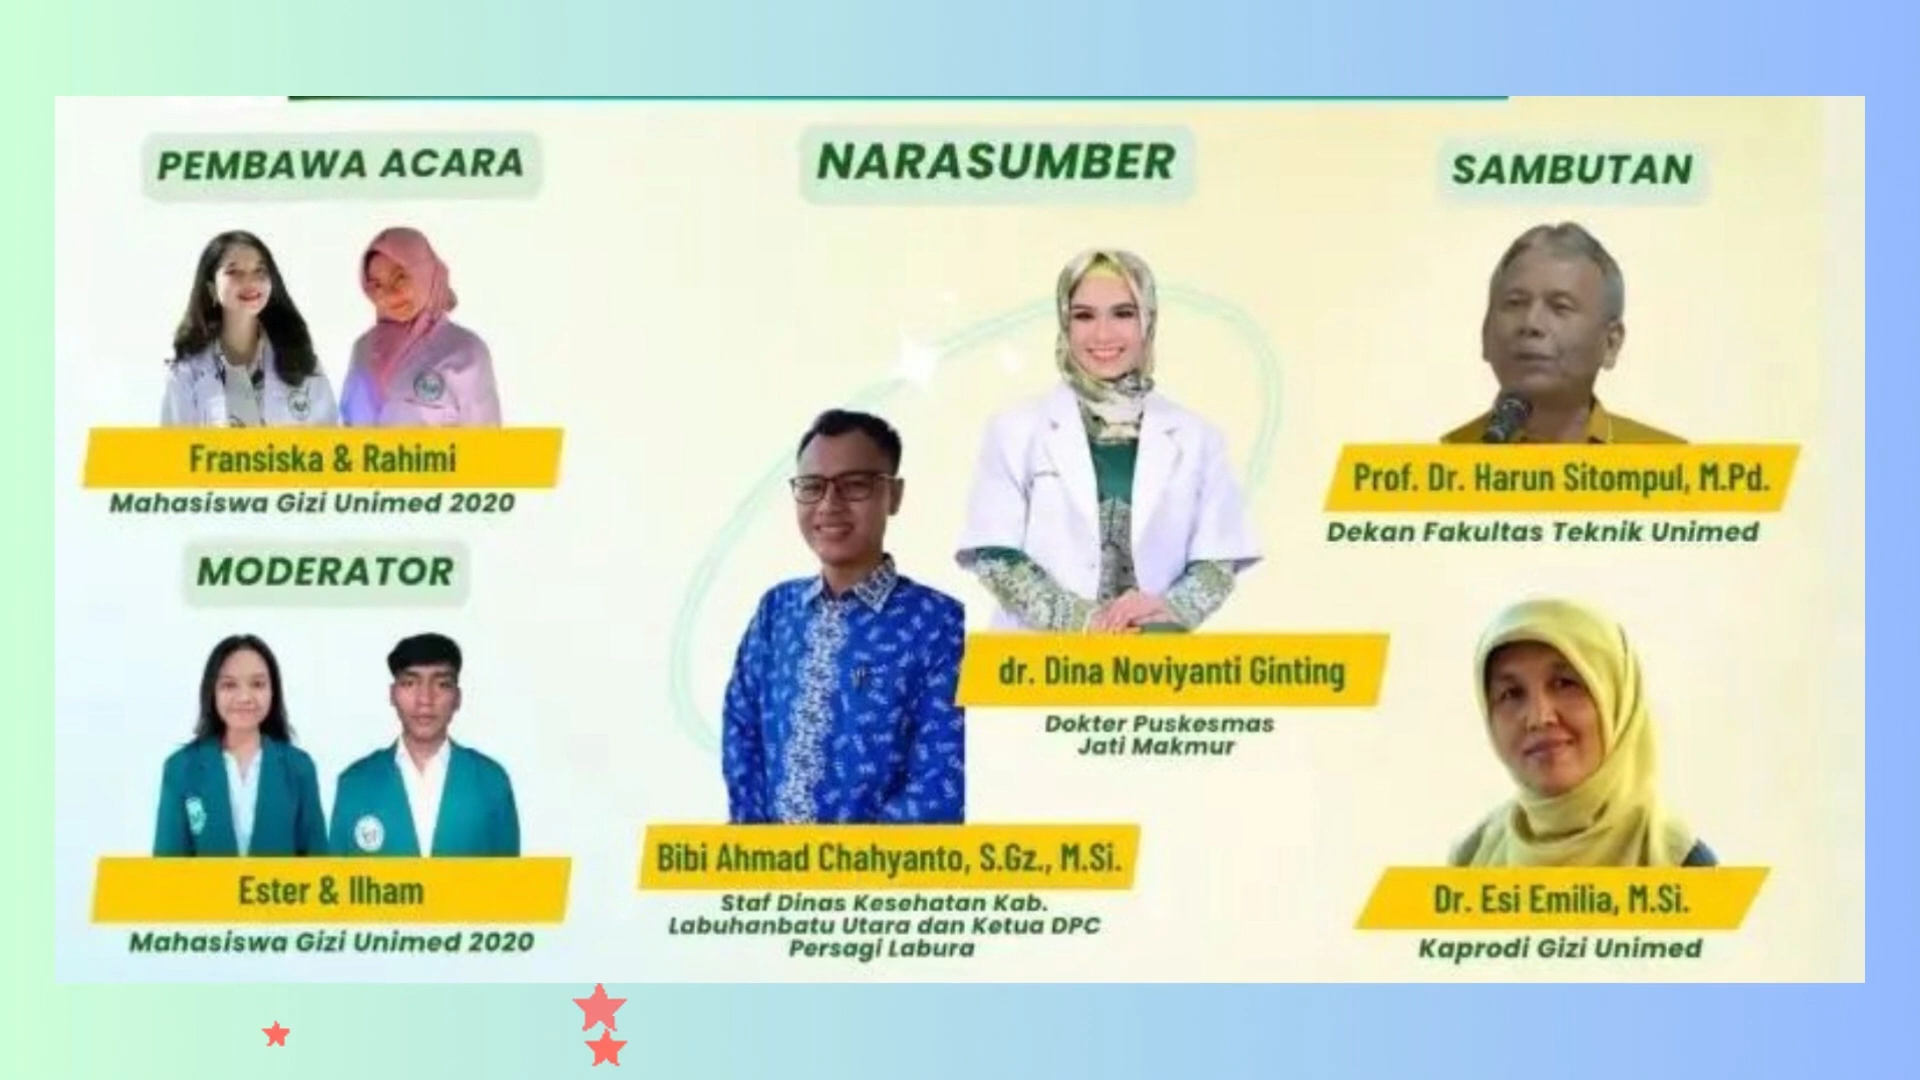 PEMBAWA ACARA
Fransiska & Rahimi
Mahasiswa Gizi Unimed 2020
MODERATOR
Ester & Ilham
Mahasiswa Gizi Unimed 2020
NARASUMBER
dr. Dina Noviyanti Ginting
Dokter Puskesmas
Jati Makmur
Bibi Ahmad Chahyanto, S.Gz., M.Si.
Staf Dinas Kesehatan Kab.
Labuhanbatu Utara dan Ketua DPC
Persagi Labura
SAMBUTAN
Prof. Dr. Harun Sitompul, M.Pd.
Dekan Fakultas Teknik Unimed
Dr. Esi Emilia, M.Si.
Kaprodi Gizi Unimed